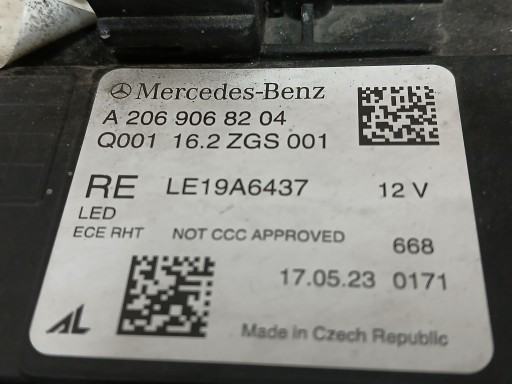 Mercedes-Benz
A 206 906 82 04
Q001 16.2 ZGS 001
RE LE19A6437 12 V
LED
ECE RHT NOT CCC APPROVED 668
17.05.23 0171
AL
Made in Czech Republic